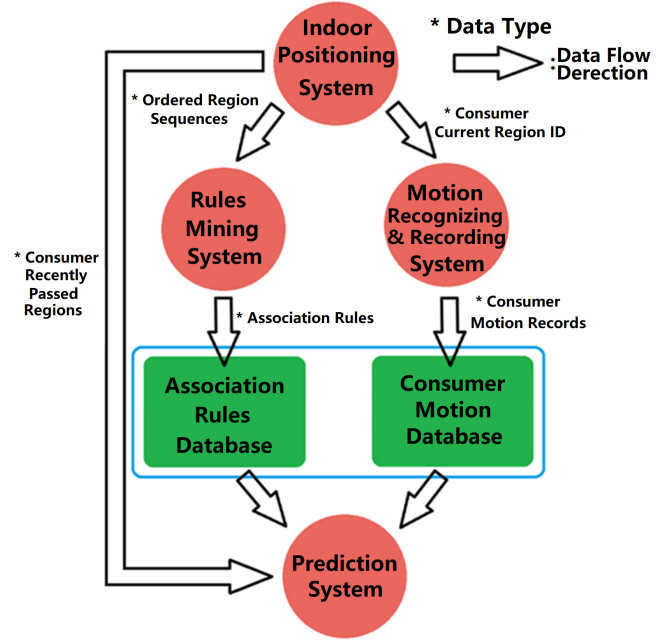 Indoor
Positioning
System
* Data Type
:Data Flow
Derection
* Ordered Region
Sequences
* Consumer
Current Region ID
Rules
Mining
System
Motion
Recognizing
& Recording
System
* Consumer
Recently
Passed
Regions
* Association Rules
* Consumer
Motion Records
Association
Rules
Database
Consumer
Motion
Database
Prediction
System